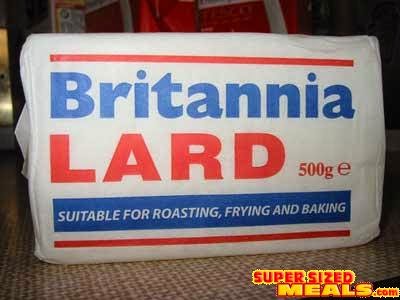 Britannia
LARD 500g ℮
SUITABLE FOR ROASTING, FRYING AND BAKING
SUPER SIZED
MEALS.com